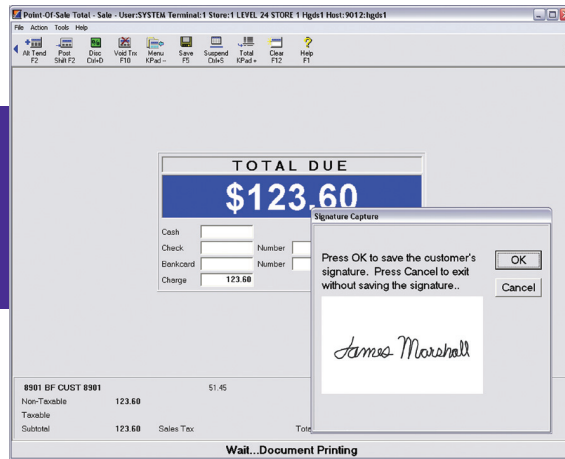 Point-Of-Sale Total - Sale - User:SYSTEM Terminal:1 Store:1 LEVEL 24 STORE 1 Hgds1 Host:9012:hgds1
File Action Tools Help
Alt Tend Post Disc Void Trx Menu Save Suspend Total Clear Help
F2 Shift F2 Ctrl+D F10 KPad - F5 Ctrl+S KPad + F12 F1
TOTAL DUE
$123.60
Cash
Check Number
Bankcard Number
Charge 123.60
Signature Capture
Press OK to save the customer's
signature. Press Cancel to exit
without saving the signature..
OK
Cancel
James Marshall
8901 BF CUST 8901 51.45
Non-Taxable 123.60
Taxable
Subtotal 123.60 Sales Tax Tota
Wait...Document Printing